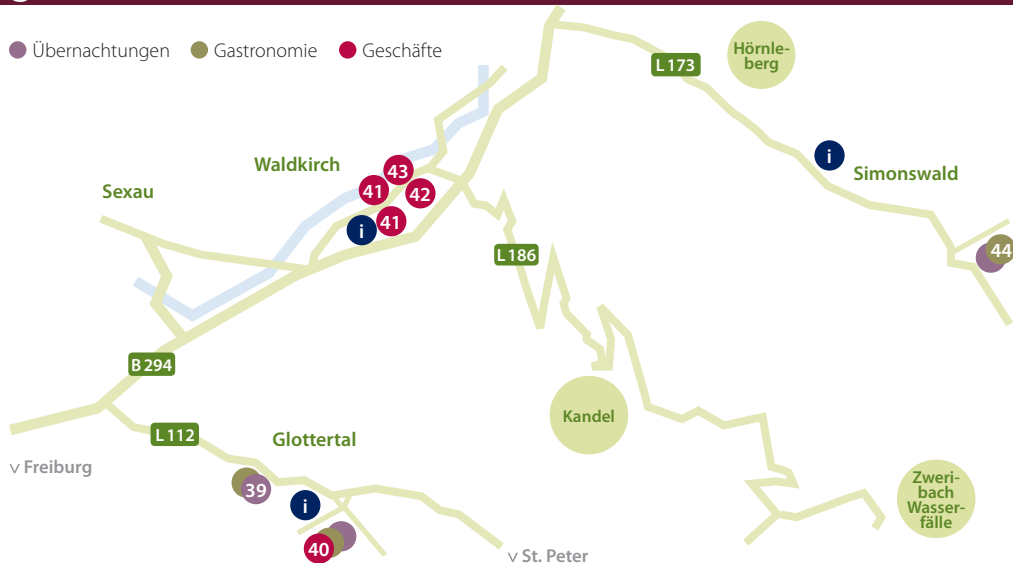 Übernachtungen
Gastronomie
Geschäfte
Hörnle-
berg
L 173
i
Simonswald
44
Waldkirch
43
41
42
41
i
Sexau
L 186
B 294
Kandel
L 112
Glottertal
v Freiburg
39
i
40
v St. Peter
Zweri-
bach
Wasser-
fälle